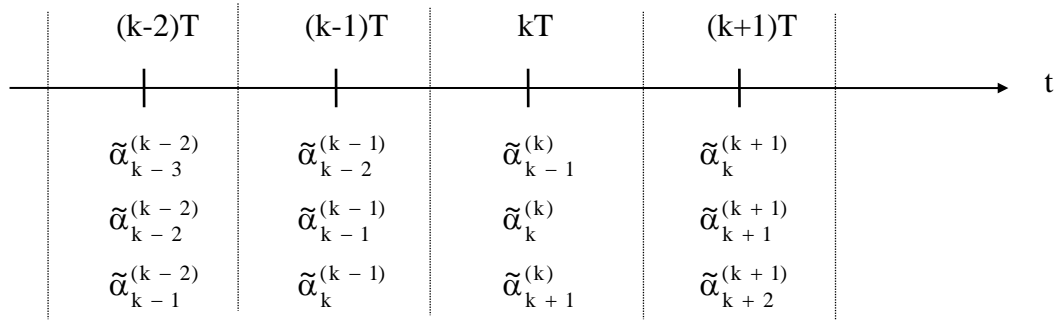 (k-2)T (k-1)T kT (k+1)T
t
α̃_{k – 3}^{(k – 2)} α̃_{k – 2}^{(k – 1)} α̃_{k – 1}^{(k)} α̃_{k}^{(k + 1)}
α̃_{k – 2}^{(k – 2)} α̃_{k – 1}^{(k – 1)} α̃_{k}^{(k)} α̃_{k + 1}^{(k + 1)}
α̃_{k – 1}^{(k – 2)} α̃_{k}^{(k – 1)} α̃_{k + 1}^{(k)} α̃_{k + 2}^{(k + 1)}